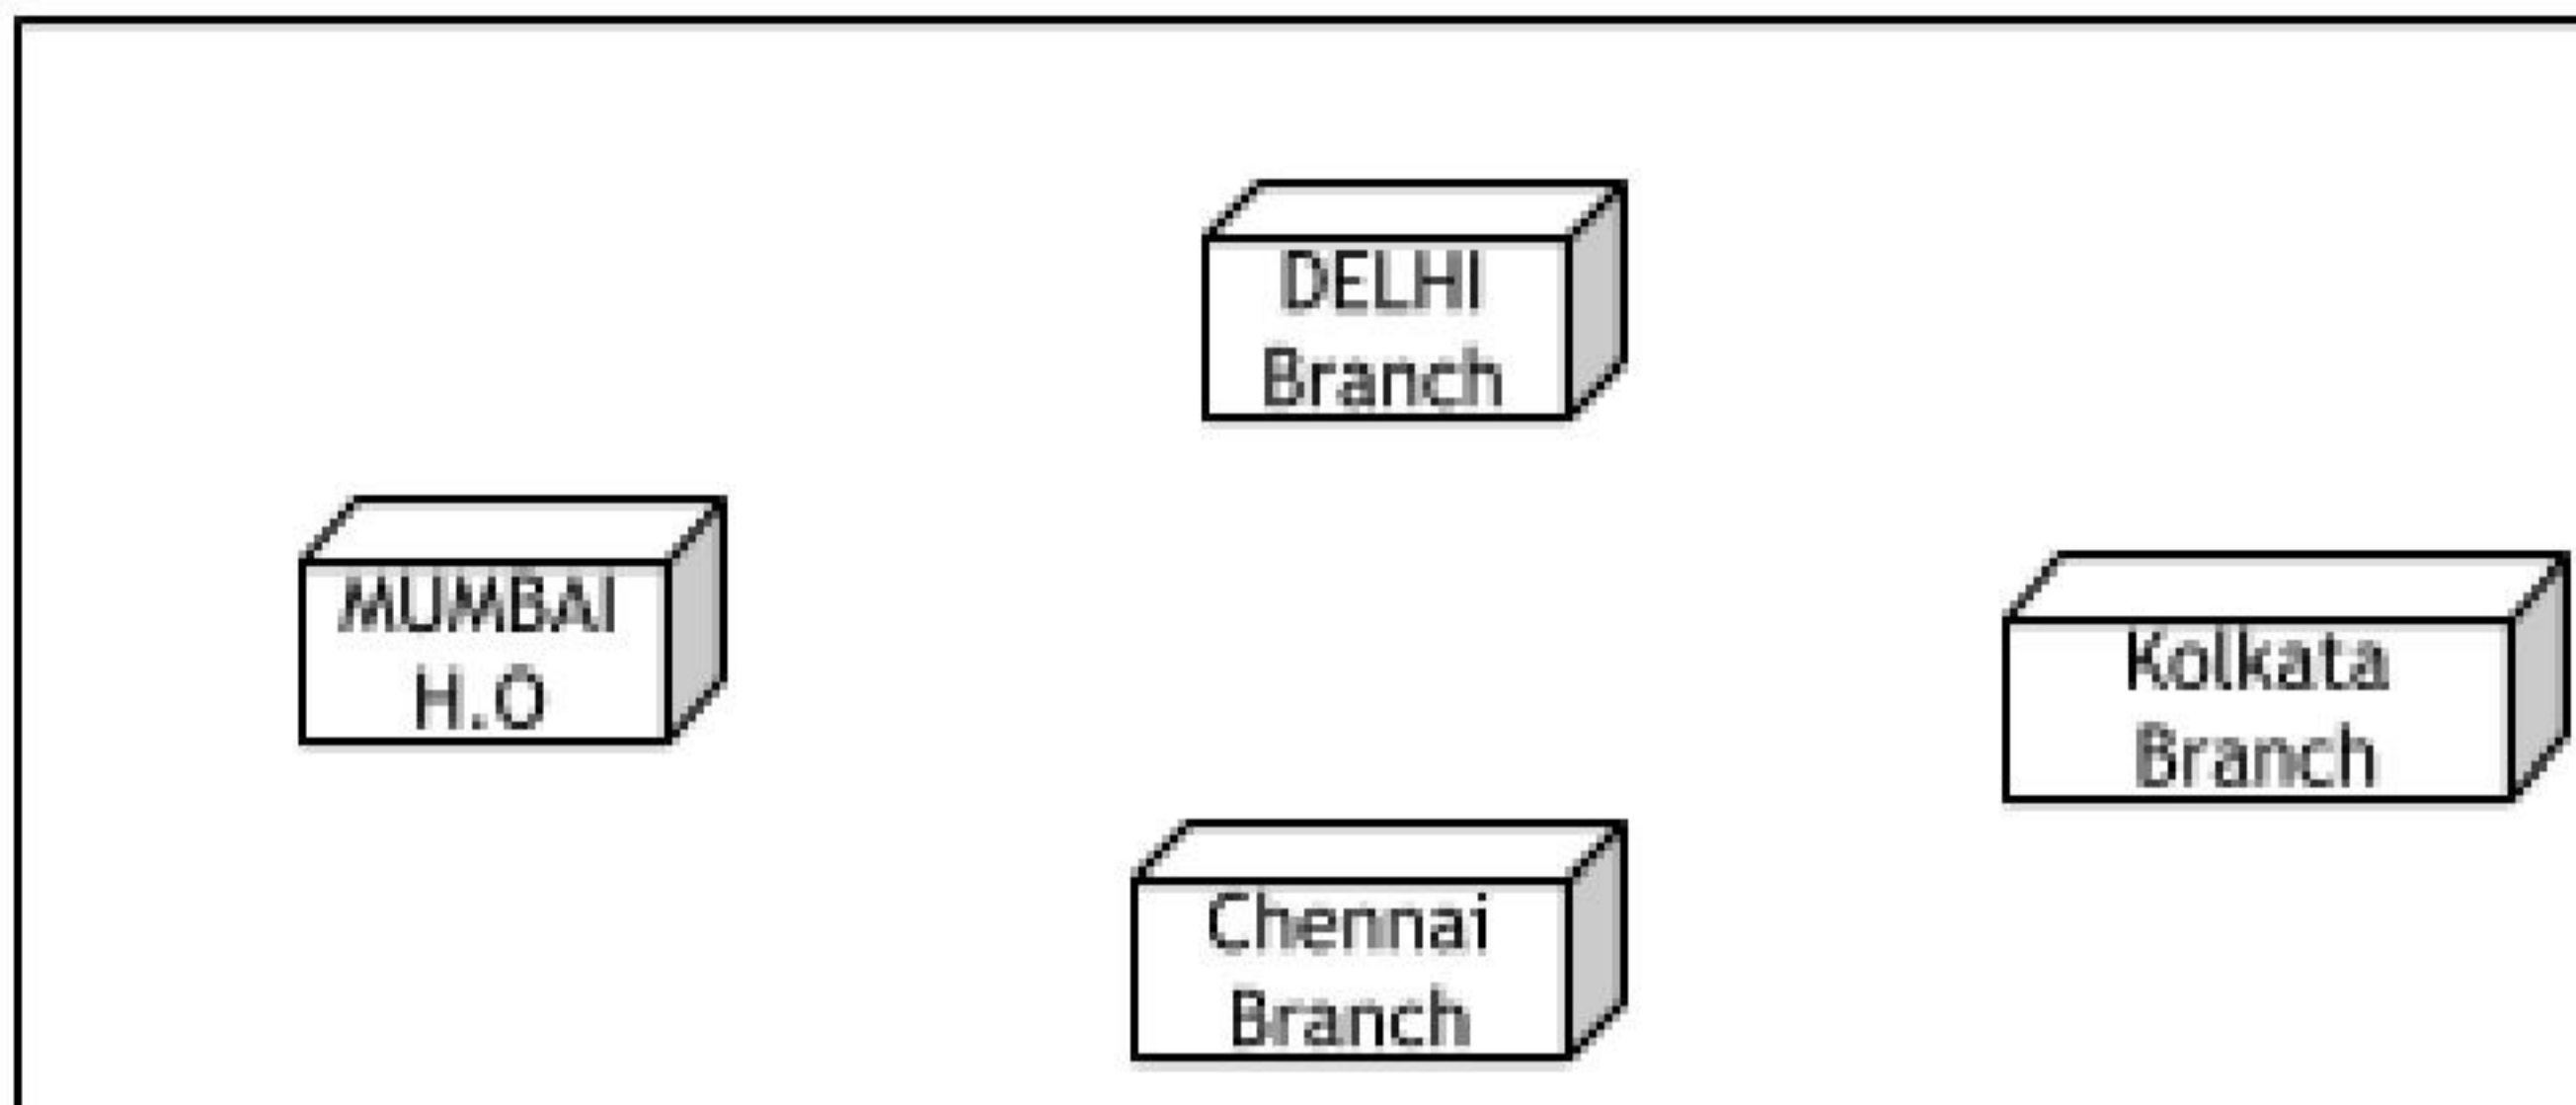 DELHI
Branch
MUMBAI
H.O
Kolkata
Branch
Chennai
Branch